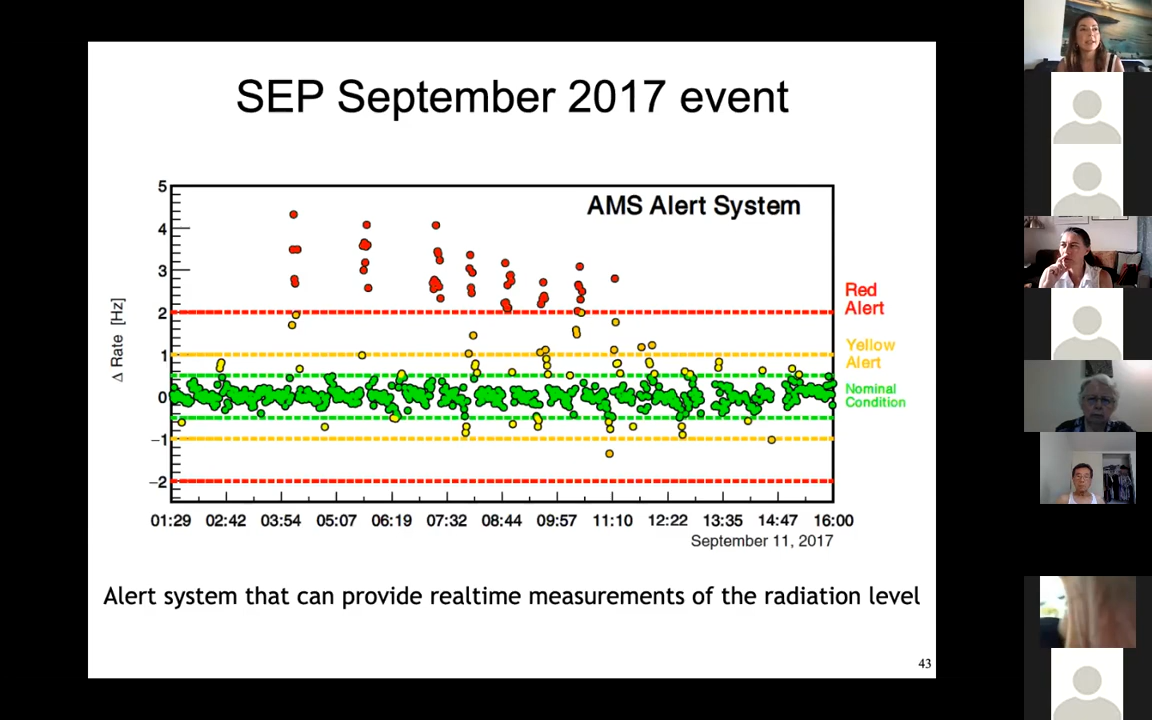 SEP September 2017 event
AMS Alert System
5
4
3
2
1
0
−1
−2
Δ Rate [Hz]
Red
Alert
Yellow
Alert
Nominal
Condition
01:29 02:42 03:54 05:07 06:19 07:32 08:44 09:57 11:10 12:22 13:35 14:47 16:00
September 11, 2017
Alert system that can provide realtime measurements of the radiation level
43